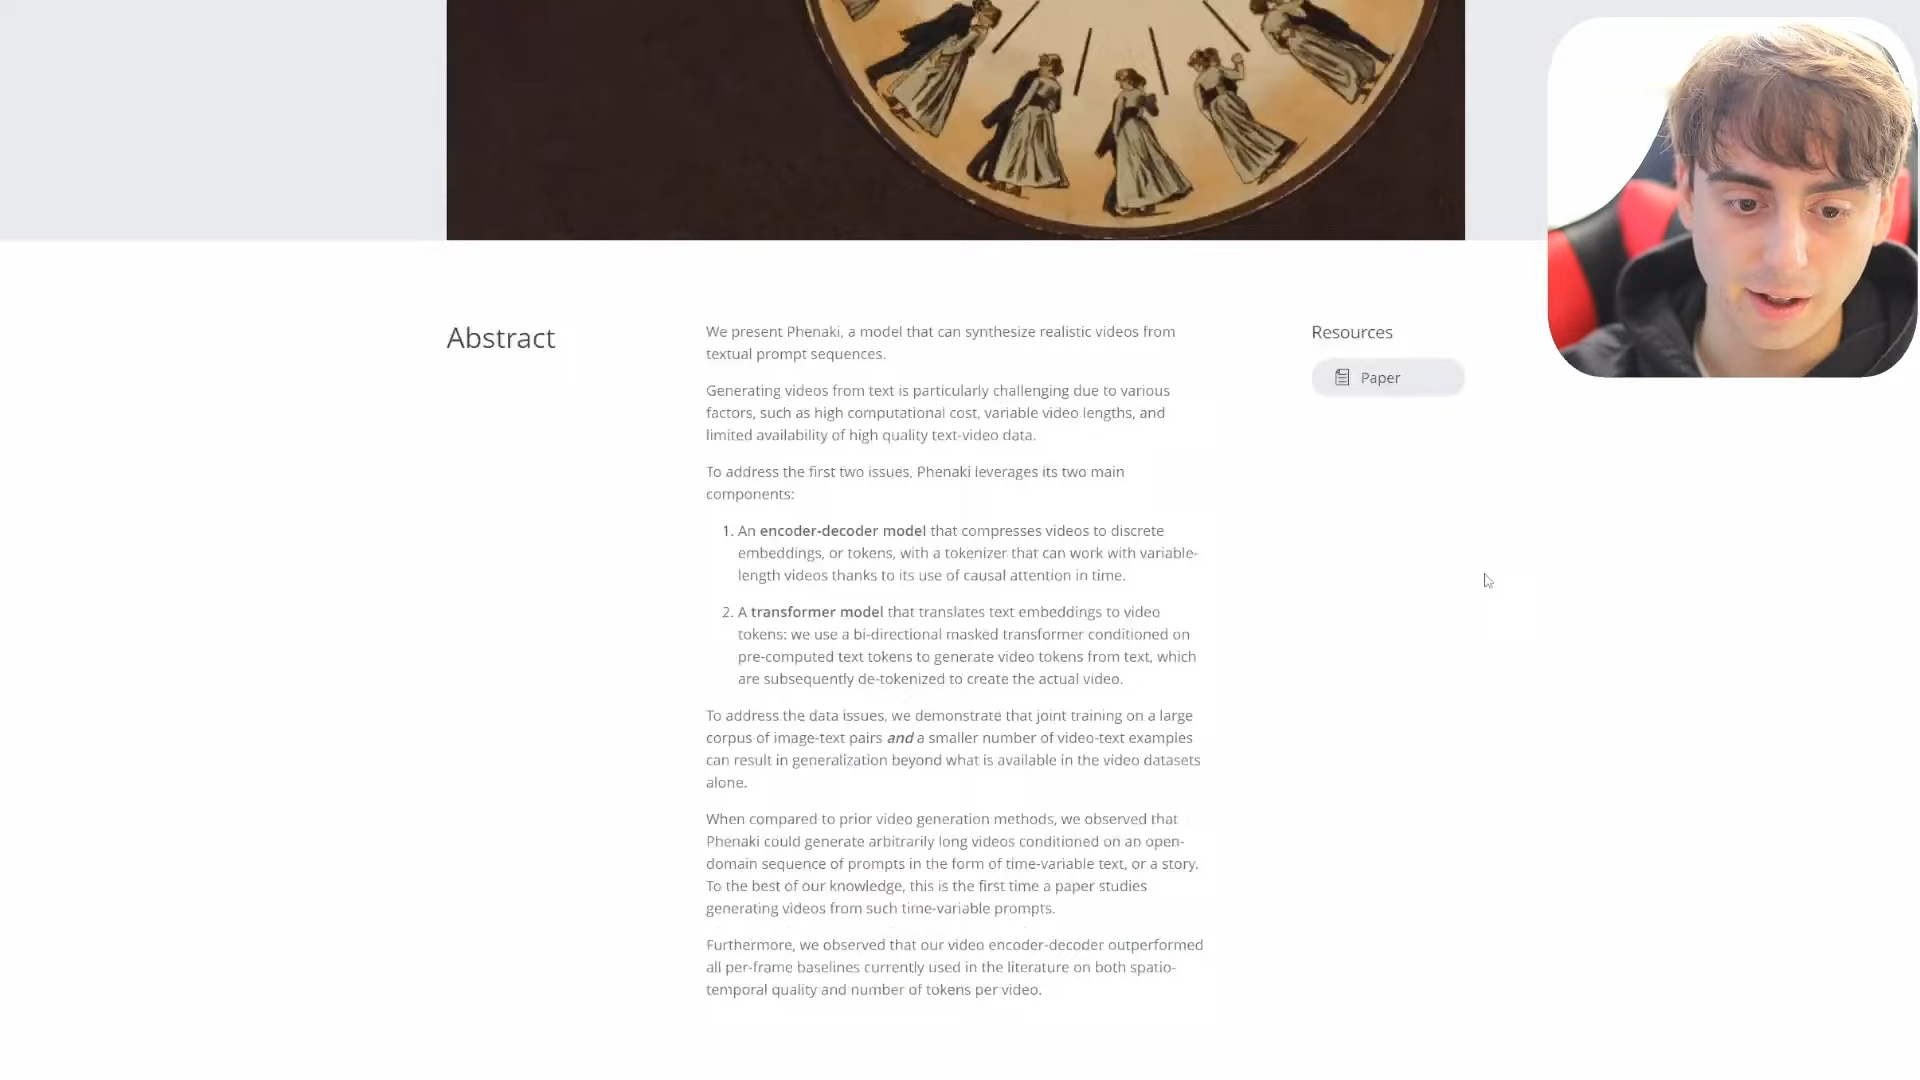 Abstract
We present Phenaki, a model that can synthesize realistic videos from
textual prompt sequences.
Generating videos from text is particularly challenging due to various
factors, such as high computational cost, variable video lengths, and
limited availability of high quality text-video data.
To address the first two issues, Phenaki leverages its two main
components:
1. An encoder-decoder model that compresses videos to discrete
embeddings, or tokens, with a tokenizer that can work with variable-
length videos thanks to its use of causal attention in time.
2. A transformer model that translates text embeddings to video
tokens: we use a bi-directional masked transformer conditioned on
pre-computed text tokens to generate video tokens from text, which
are subsequently de-tokenized to create the actual video.
To address the data issues, we demonstrate that joint training on a large
corpus of image-text pairs and a smaller number of video-text examples
can result in generalization beyond what is available in the video datasets
alone.
When compared to prior video generation methods, we observed that
Phenaki could generate arbitrarily long videos conditioned on an open-
domain sequence of prompts in the form of time-variable text, or a story.
To the best of our knowledge, this is the first time a paper studies
generating videos from such time-variable prompts.
Furthermore, we observed that our video encoder-decoder outperformed
all per-frame baselines currently used in the literature on both spatio-
temporal quality and number of tokens per video.
Resources
Paper